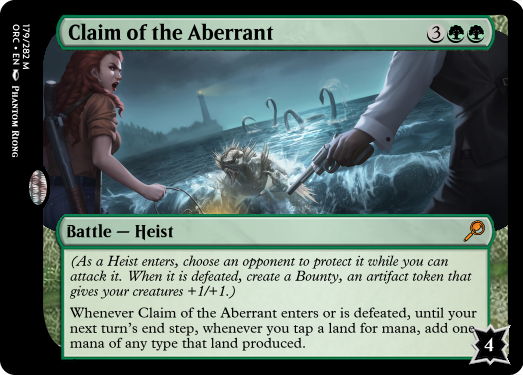 Claim of the Aberrant 3
179/282 M
ORC • EN PHANTOM RIONG
Battle — Heist
(As a Heist enters, choose an opponent to protect it while you can
attack it. When it is defeated, create a Bounty, an artifact token that
gives your creatures +1/+1.)
Whenever Claim of the Aberrant enters or is defeated, until your
next turn's end step, whenever you tap a land for mana, add one
mana of any type that land produced.
4